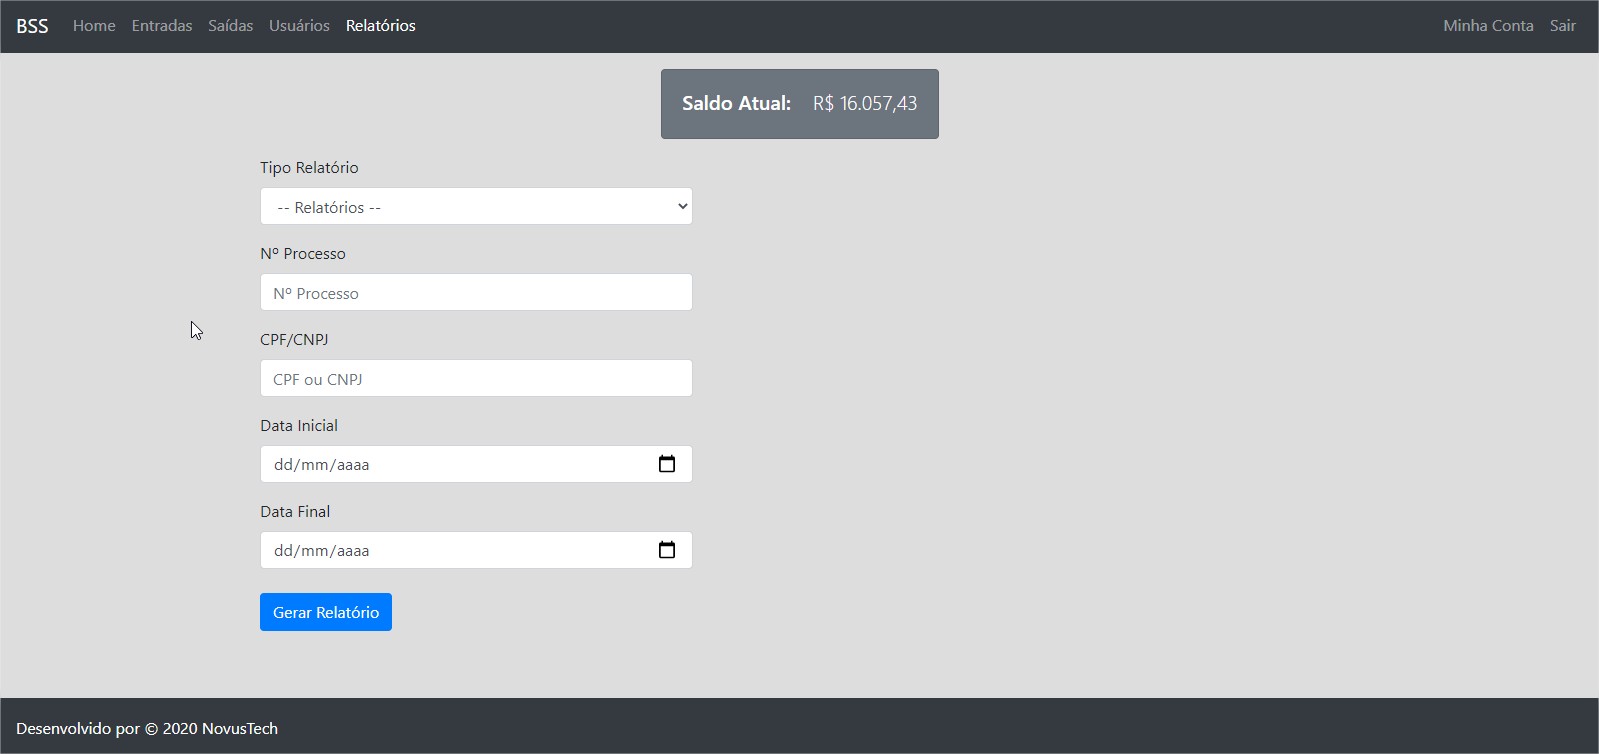 BSS Home Entradas Saídas Usuários Relatórios Minha Conta Sair
Saldo Atual: R$ 16.057,43
Tipo Relatório
-- Relatórios --
Nº Processo
Nº Processo
CPF/CNPJ
CPF ou CNPJ
Data Inicial
dd/mm/aaaa
Data Final
dd/mm/aaaa
Gerar Relatório
Desenvolvido por © 2020 NovusTech